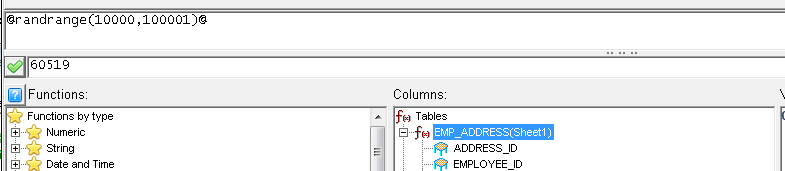 @randrange(10000,100001)@
60519
Functions: Columns:
Functions by type Tables
Numeric EMP_ADDRESS(Sheet1)
String ADDRESS_ID
Date and Time EMPLOYEE_ID